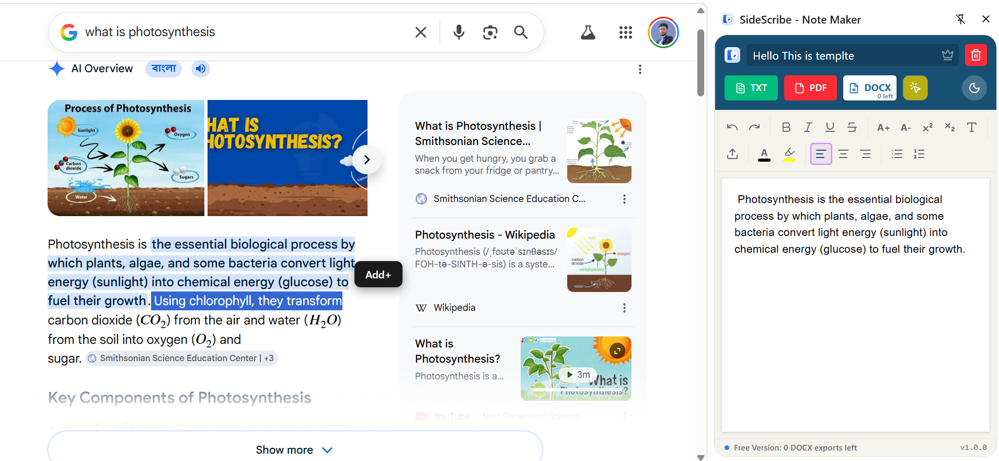 what is photosynthesis
AI Overview
বাংলা
Process of Photosynthesis
Sunlight
Oxygen
Carbon
dioxide
Sugars
Water
HAT IS
HOTOSYNTHESIS?
Photosynthesis is the essential biological process by
which plants, algae, and some bacteria convert light
energy (sunlight) into chemical energy (glucose) to
fuel their growth. Using chlorophyll, they transform
carbon dioxide (CO₂) from the air and water (H₂O)
from the soil into oxygen (O₂) and
sugar. Smithsonian Science Education Center | +3
Add+
Key Components of Photosynthesis
Location: Primarily takes place in the leaves within
Show more
What is Photosynthesis |
Smithsonian Science...
When you get hungry, you grab a
snack from your fridge or pantry...
Smithsonian Science Education C...
Photosynthesis - Wikipedia
Photosynthesis (/ˌfoʊtəˈsɪnθəsɪs/
FOH-tə-SINTH-ə-sis) is a syste...
light
oxygen
carbon
dioxide
carbohydrates
water
W Wikipedia
What is
Photosynthesis?
Photosynthesis is a...
3m
What is
Photosynthesis?
YouTube · Next Generation Science
SideScribe - Note Maker
Hello This is templte
TXT
PDF
DOCX
0 left
B I U S A+ A- x² x₂ T
A
Photosynthesis is the essential biological
process by which plants, algae, and some
bacteria convert light energy (sunlight) into
chemical energy (glucose) to fuel their growth.
Free Version: 0 DOCX exports left
v1.0.0